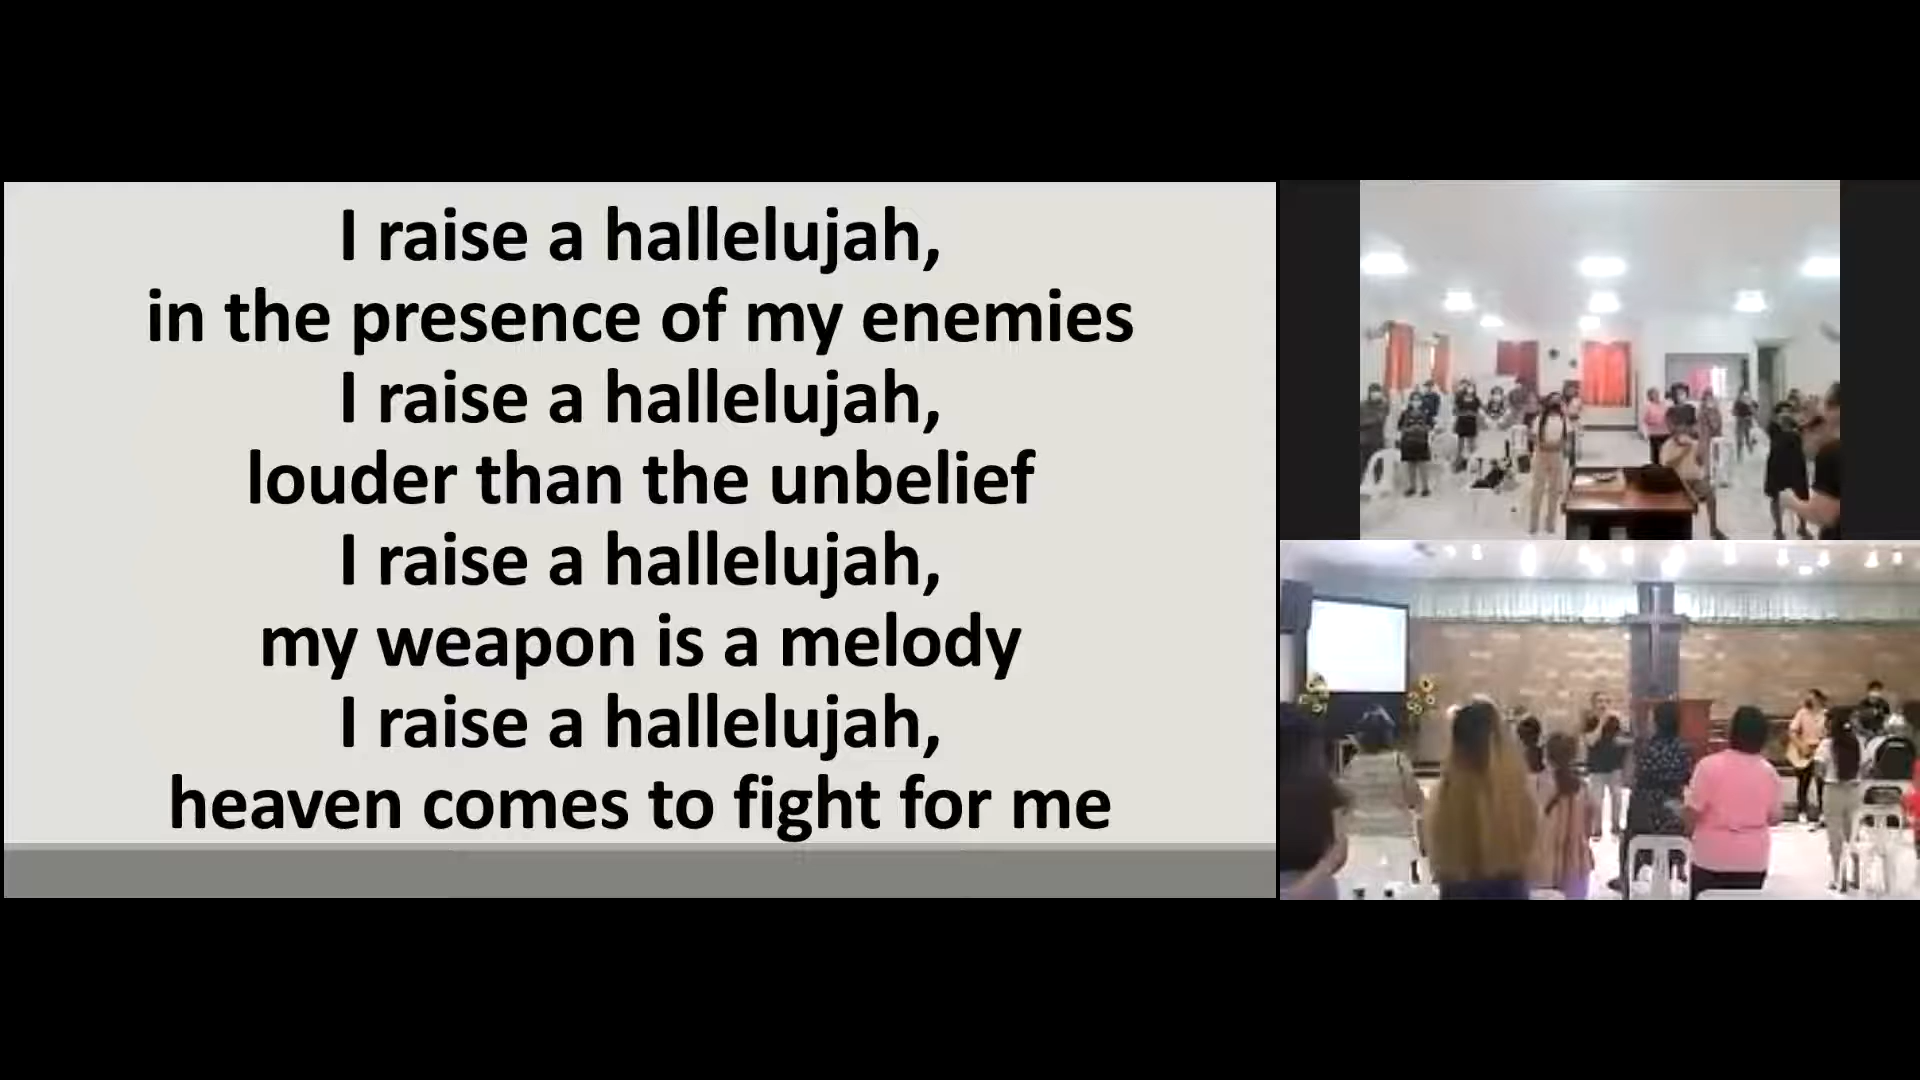 I raise a hallelujah,
in the presence of my enemies
I raise a hallelujah,
louder than the unbelief
I raise a hallelujah,
my weapon is a melody
I raise a hallelujah,
heaven comes to fight for me